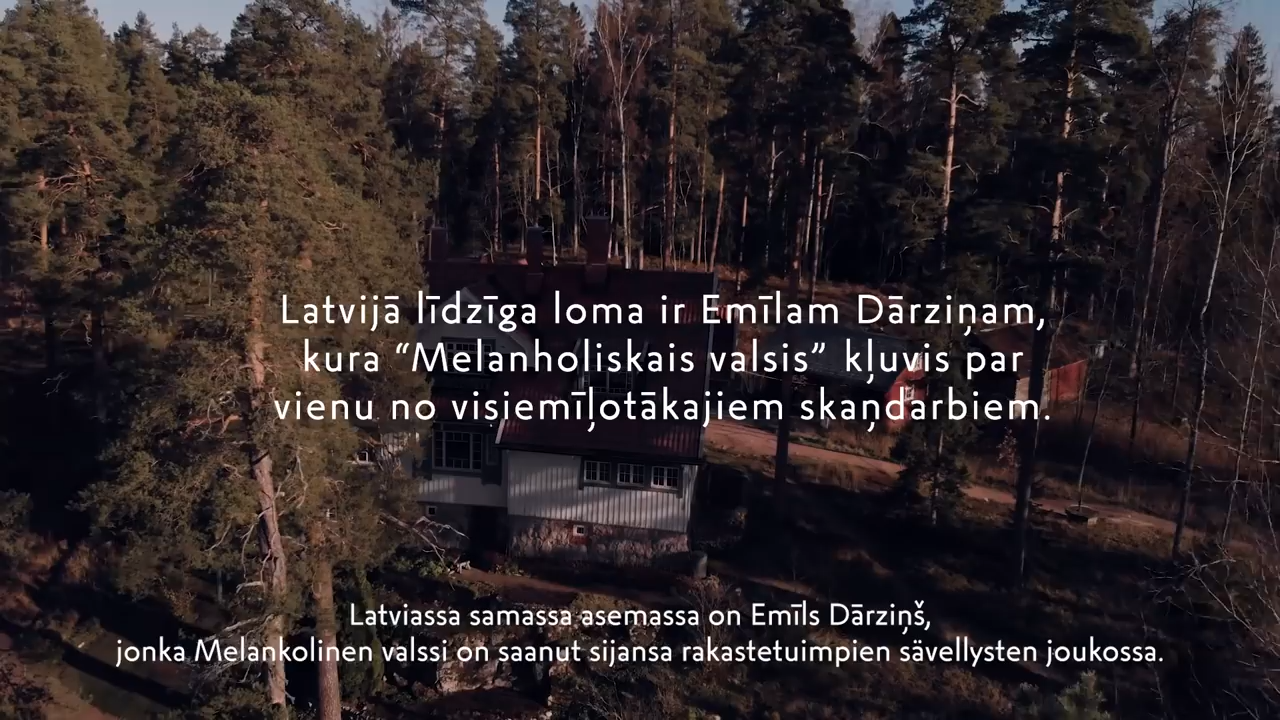 Latvijā līdzīga loma ir Emīlam Dārziņam,
kura “Melanholiskais valsis” kļuvis par
vienu no visiemīļotākajiem skaņdarbiem.
Latviassa samassa asemassa on Emīls Dārziņš,
jonka Melankolinen valssi on saanut sijansa rakastetuimpien sävellysten joukossa.